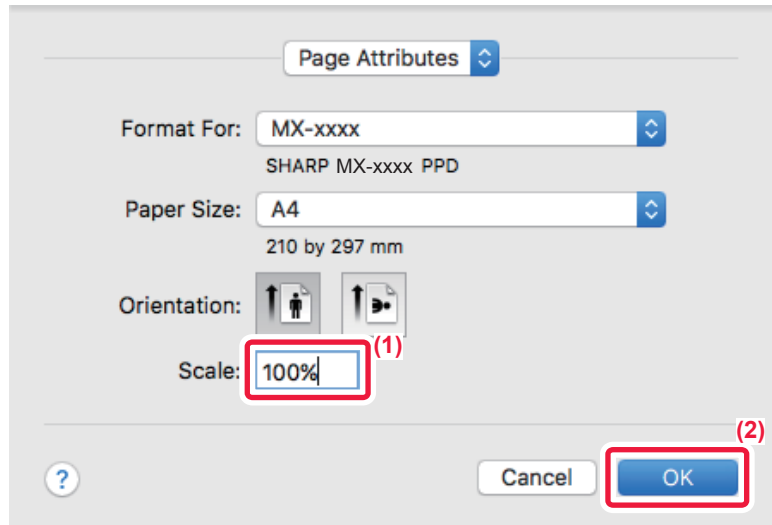 Page Attributes
Format For: MX-xxxx
SHARP MX-xxxx PPD
Paper Size: A4
210 by 297 mm
Orientation:
(1)
Scale: 100%
(2)
? Cancel OK